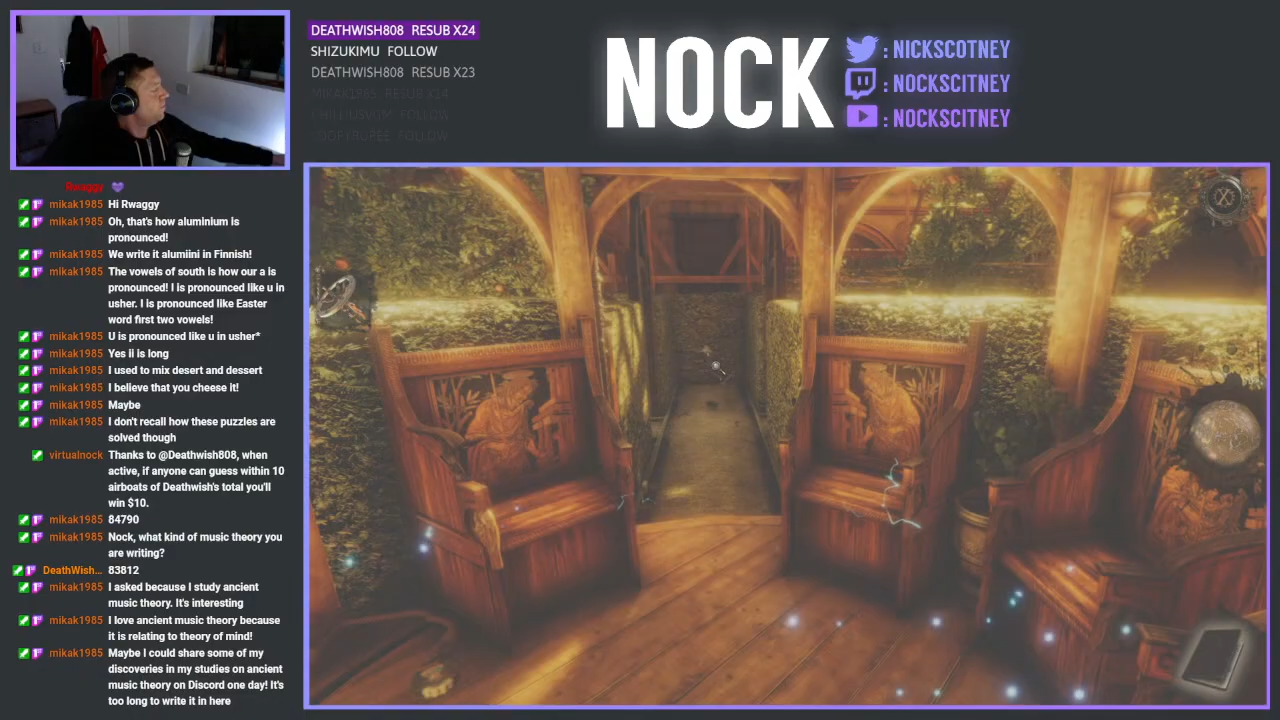 DEATHWISH808 RESUB X24
SHIZUKIMU FOLLOW
DEATHWISH808 RESUB X23
MIKAK1985 RESUB X14
NOCK
: NICKSCOTNEY
: NOCKSCITNEY
: NOCKSCITNEY
Rwaggy
mikak1985 Hi Rwaggy
mikak1985 Oh, that's how aluminium is
pronounced!
mikak1985 We write it alumiini in Finnish!
mikak1985 The vowels of south is how our a is
pronounced! I is pronounced like u in
usher. I is pronounced like Easter
word first two vowels!
mikak1985 U is pronounced like u in usher*
mikak1985 Yes ii is long
mikak1985 I used to mix desert and dessert
mikak1985 I believe that you cheese it!
mikak1985 Maybe
mikak1985 I don't recall how these puzzles are
solved though
virtualnock Thanks to @Deathwish808, when
active, if anyone can guess within 10
airboats of Deathwish's total you'll
win $10.
mikak1985 84790
mikak1985 Nock, what kind of music theory you
are writing?
DeathWish... 83812
mikak1985 I asked because I study ancient
music theory. It's interesting
mikak1985 I love ancient music theory because
it is relating to theory of mind!
mikak1985 Maybe I could share some of my
discoveries in my studies on ancient
music theory on Discord one day! It's
too long to write it in here